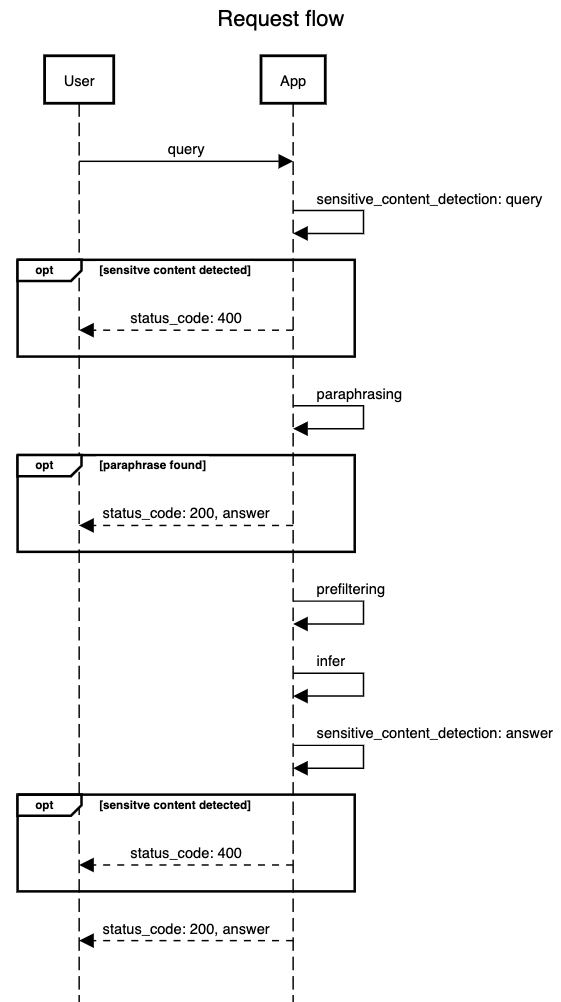 Request flow
User
App
query
sensitive_content_detection: query
opt
[sensitve content detected]
status_code: 400
paraphrasing
opt
[paraphrase found]
status_code: 200, answer
prefiltering
infer
sensitive_content_detection: answer
opt
[sensitve content detected]
status_code: 400
status_code: 200, answer